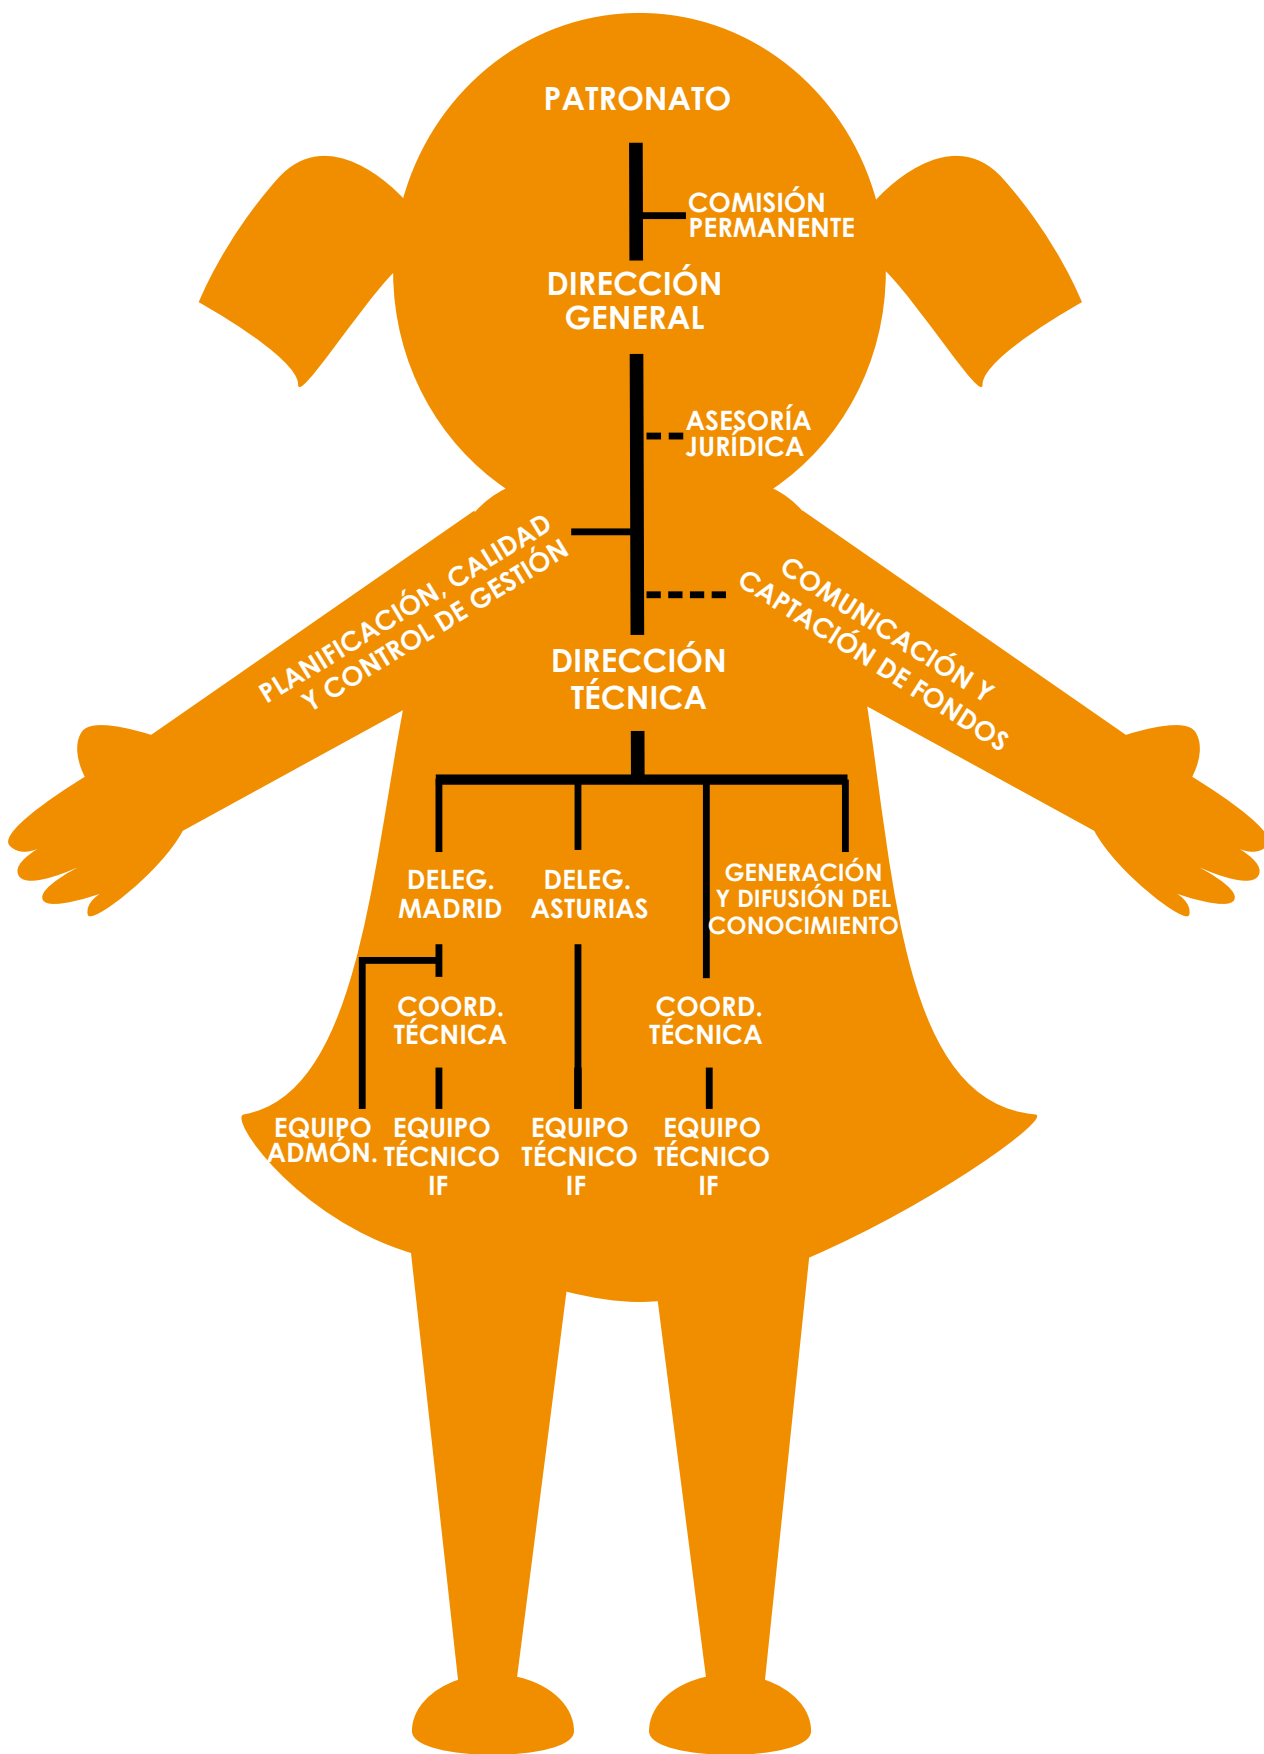 PATRONATO
COMISIÓN
PERMANENTE
DIRECCIÓN
GENERAL
ASESORÍA
JURÍDICA
PLANIFICACIÓN, CALIDAD
Y CONTROL DE GESTIÓN
COMUNICACIÓN Y
CAPTACIÓN DE FONDOS
DIRECCIÓN
TÉCNICA
DELEG.
MADRID
DELEG.
ASTURIAS
GENERACIÓN
Y DIFUSIÓN DEL
CONOCIMIENTO
COORD.
TÉCNICA
COORD.
TÉCNICA
EQUIPO
ADMÓN.
EQUIPO
TÉCNICO
IF
EQUIPO
TÉCNICO
IF
EQUIPO
TÉCNICO
IF